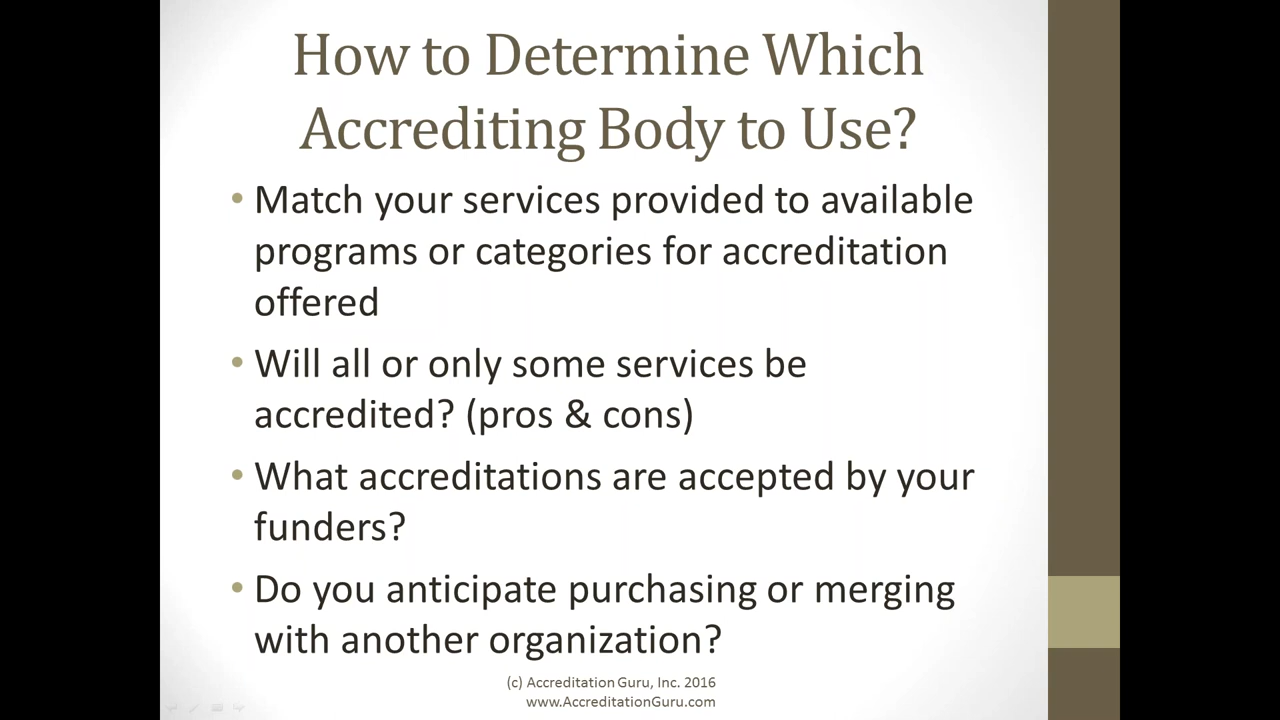 How to Determine Which
Accrediting Body to Use?
• Match your services provided to available
programs or categories for accreditation
offered
• Will all or only some services be
accredited? (pros & cons)
• What accreditations are accepted by your
funders?
• Do you anticipate purchasing or merging
with another organization?
(c) Accreditation Guru, Inc. 2016
www.AccreditationGuru.com